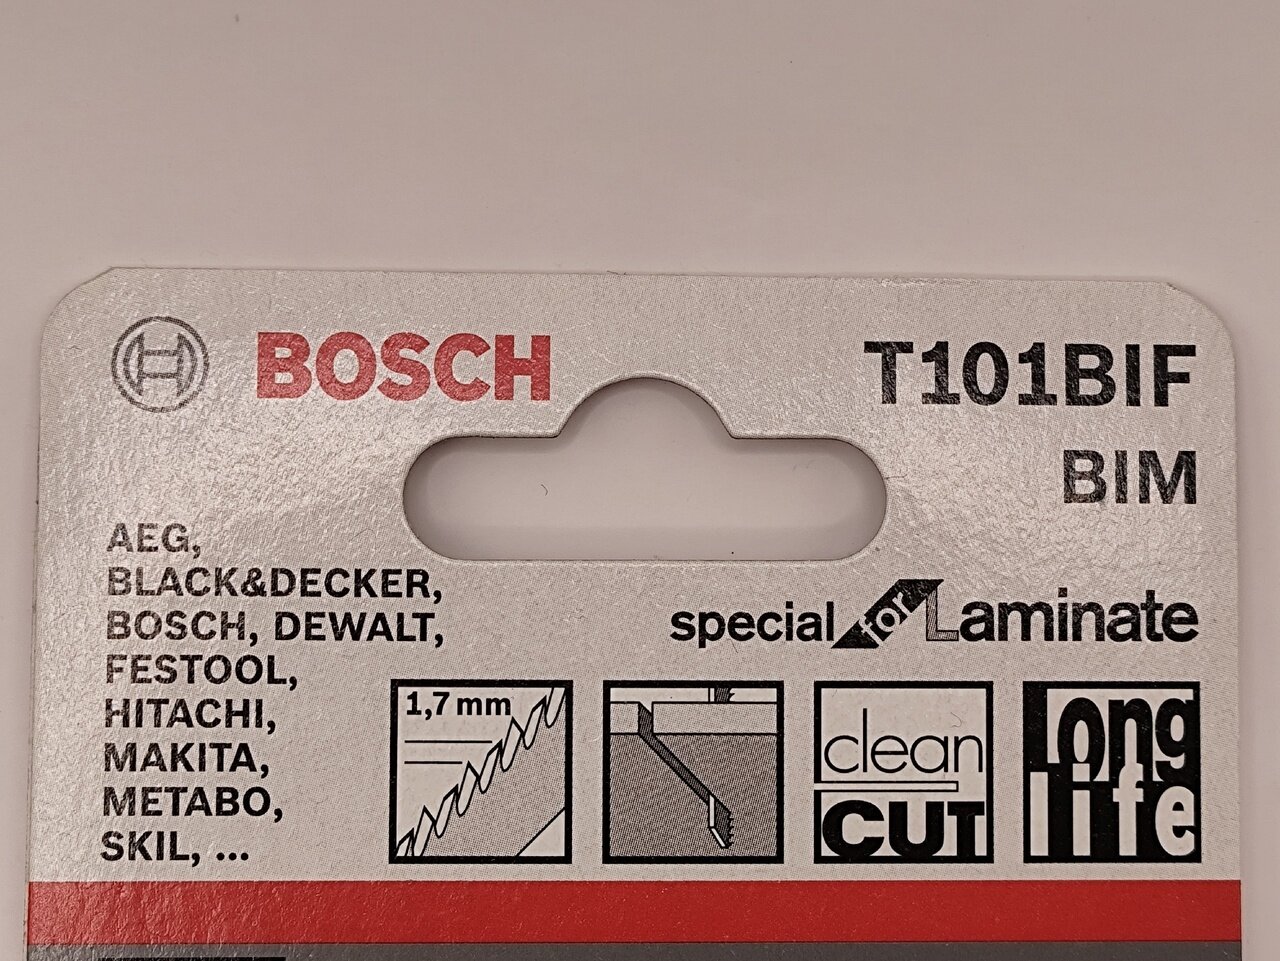 BOSCH
T101BIF
BIM
AEG,
BLACK&DECKER,
BOSCH, DEWALT,
FESTOOL,
HITACHI,
MAKITA,
METABO,
SKIL, ...
special for Laminate
1,7 mm
clean
CUT
Long
life